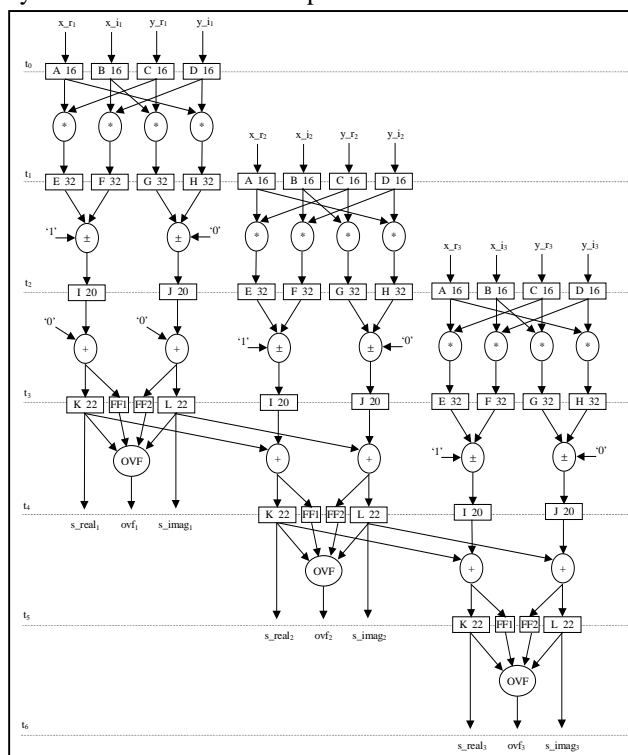 x_r1 x_i1 y_r1 y_i1
t0 A 16 B 16 C 16 D 16
* * * *
x_r2 x_i2 y_r2 y_i2
t1 E 32 F 32 G 32 H 32 A 16 B 16 C 16 D 16
'1' ± ± '0' * * * *
x_r3 x_i3 y_r3 y_i3
t2 I 20 J 20 E 32 F 32 G 32 H 32 A 16 B 16 C 16 D 16
'0' '0'
+ + '1' ± ± '0' * * * *
t3 K 22 FF1 FF2 L 22 I 20 J 20 E 32 F 32 G 32 H 32
OVF + + '1' ± ± '0'
t4 K 22 FF1 FF2 L 22 I 20 J 20
s_real1 ovf1 s_imag1
OVF + +
t5 K 22 FF1 FF2 L 22
s_real2 ovf2 s_imag2
OVF
t6
s_real3 ovf3 s_imag3